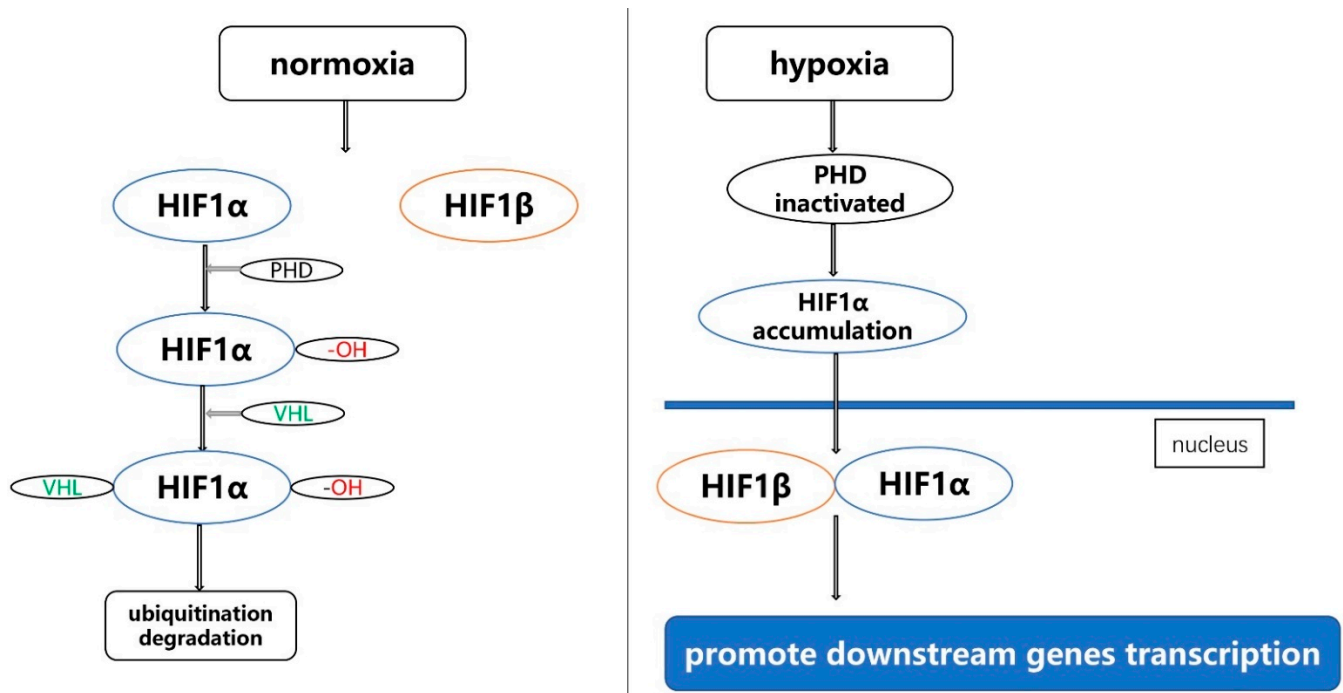 normoxia
HIF1α
HIF1β
PHD
HIF1α
-OH
VHL
VHL
HIF1α
-OH
ubiquitination
degradation
hypoxia
PHD
inactivated
HIF1α
accumulation
nucleus
HIF1β
HIF1α
promote downstream genes transcription